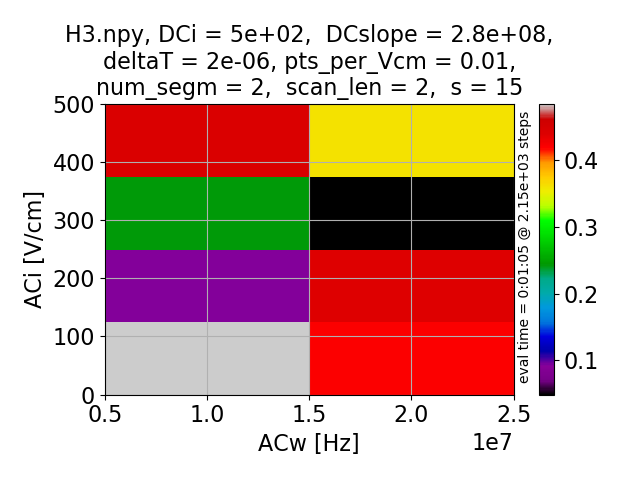 H3.npy, DCi = 5e+02,  DCslope = 2.8e+08,
deltaT = 2e-06, pts_per_Vcm = 0.01,
num_segm = 2,  scan_len = 2,  s = 15
500
400
300
200
100
0
ACi [V/cm]
0.5
1.0
1.5
2.0
2.5
1e7
ACw [Hz]
eval time = 0:01:05 @ 2.15e+03 steps
0.4
0.3
0.2
0.1